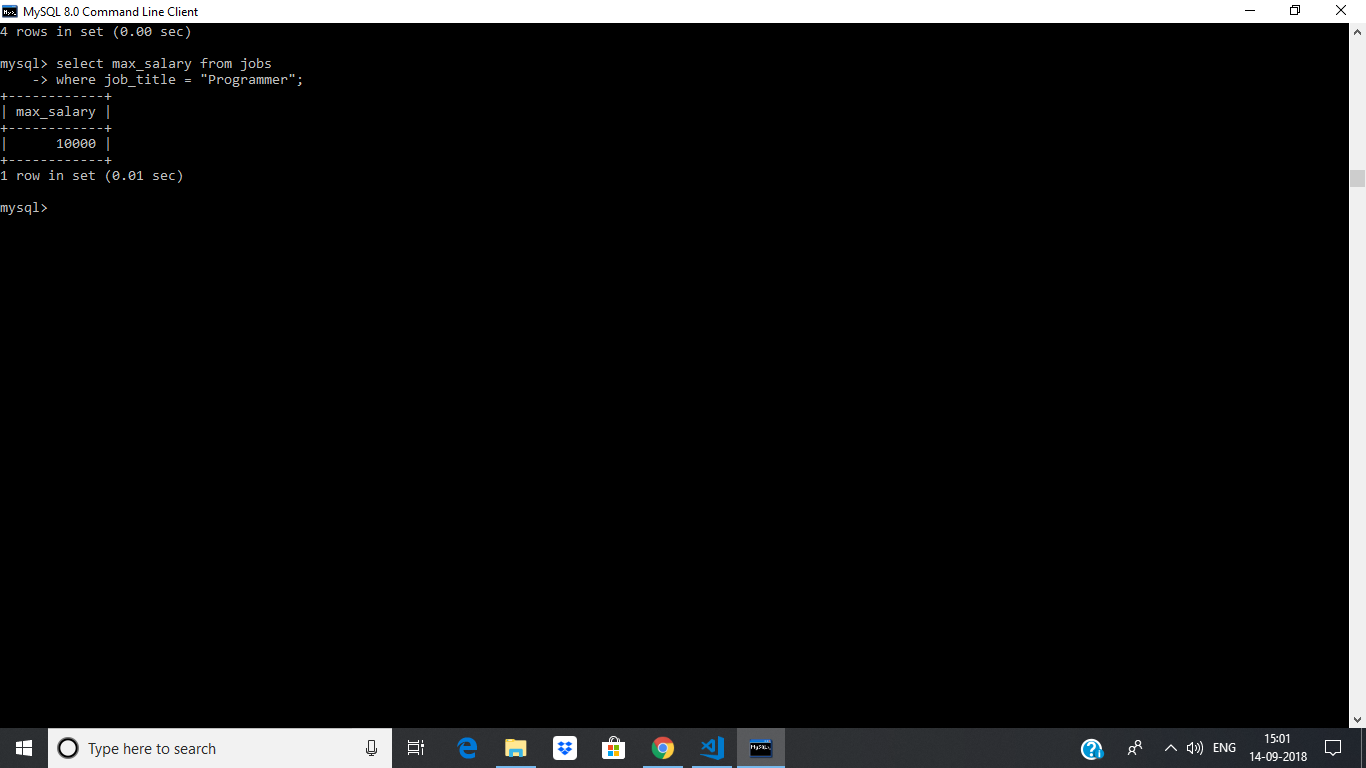 MySQL 8.0 Command Line Client
4 rows in set (0.00 sec)
mysql> select max_salary from jobs
    -> where job_title = "Programmer";
+------------+
| max_salary |
+------------+
|      10000 |
+------------+
1 row in set (0.01 sec)
mysql>
Type here to search
ENG
15:01
14-09-2018